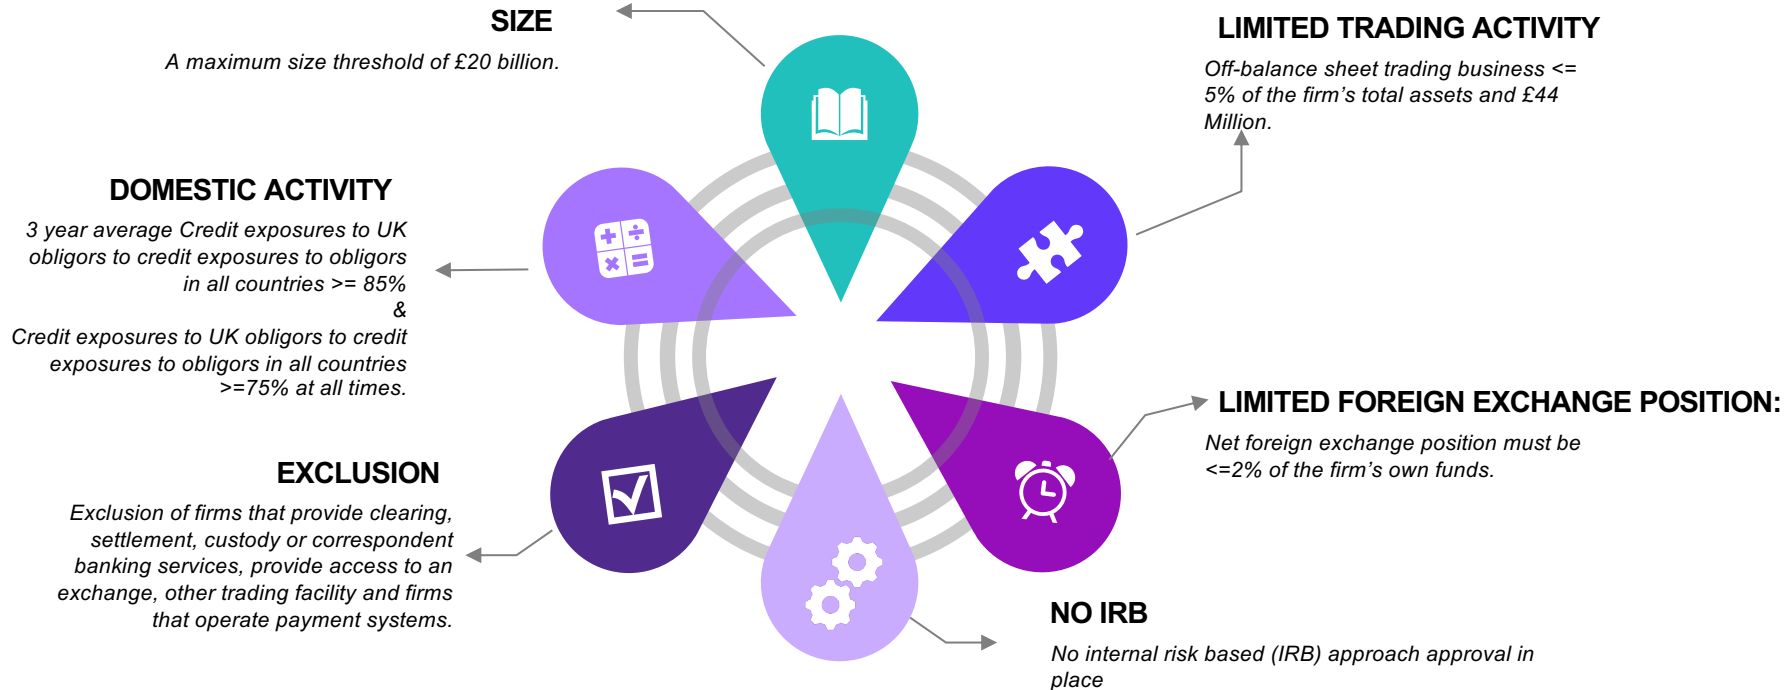 SIZE
A maximum size threshold of £20 billion.
LIMITED TRADING ACTIVITY
Off-balance sheet trading business <=
5% of the firm’s total assets and £44
Million.
DOMESTIC ACTIVITY
3 year average Credit exposures to UK
obligors to credit exposures to obligors
in all countries >= 85%
&
Credit exposures to UK obligors to credit
exposures to obligors in all countries
>=75% at all times.
LIMITED FOREIGN EXCHANGE POSITION:
Net foreign exchange position must be
<=2% of the firm’s own funds.
EXCLUSION
Exclusion of firms that provide clearing,
settlement, custody or correspondent
banking services, provide access to an
exchange, other trading facility and firms
that operate payment systems.
NO IRB
No internal risk based (IRB) approach approval in
place